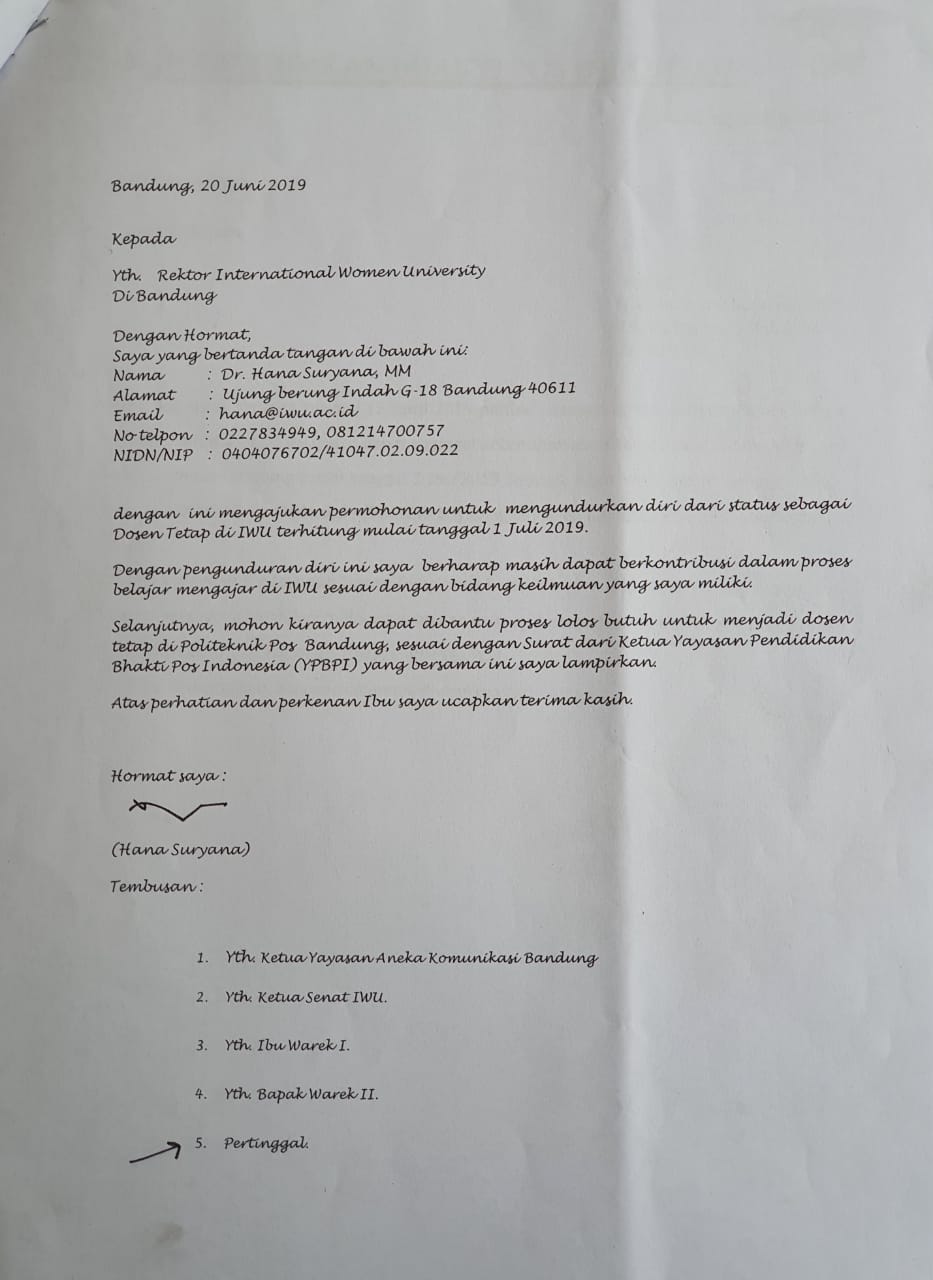 Bandung, 20 Juni 2019
Kepada
Yth. Rektor International Women University
Di Bandung
Dengan Hormat,
Saya yang bertanda tangan di bawah ini:
Nama : Dr. Hana Suryana, MM
Alamat : Ujung berung Indah G-18 Bandung 40611
Email : hana@iwu.ac.id
No telpon : 0227834949, 081214700757
NIDN/NIP : 0404076702/41047.02.09.022
dengan ini mengajukan permohonan untuk mengundurkan diri dari status sebagai
Dosen Tetap di IWU terhitung mulai tanggal 1 Juli 2019.
Dengan pengunduran diri ini saya berharap masih dapat berkontribusi dalam proses
belajar mengajar di IWU sesuai dengan bidang keilmuan yang saya miliki.
Selanjutnya, mohon kiranya dapat dibantu proses lolos butuh untuk menjadi dosen
tetap di Politeknik Pos Bandung, sesuai dengan Surat dari Ketua Yayasan Pendidikan
Bhakti Pos Indonesia (YPBPI) yang bersama ini saya lampirkan.
Atas perhatian dan perkenan Ibu saya ucapkan terima kasih.
Hormat saya :
(Hana Suryana)
Tembusan :
1. Yth. Ketua Yayasan Aneka Komunikasi Bandung
2. Yth. Ketua Senat IWU.
3. Yth. Ibu Warek I.
4. Yth. Bapak Warek II.
5. Pertinggal.